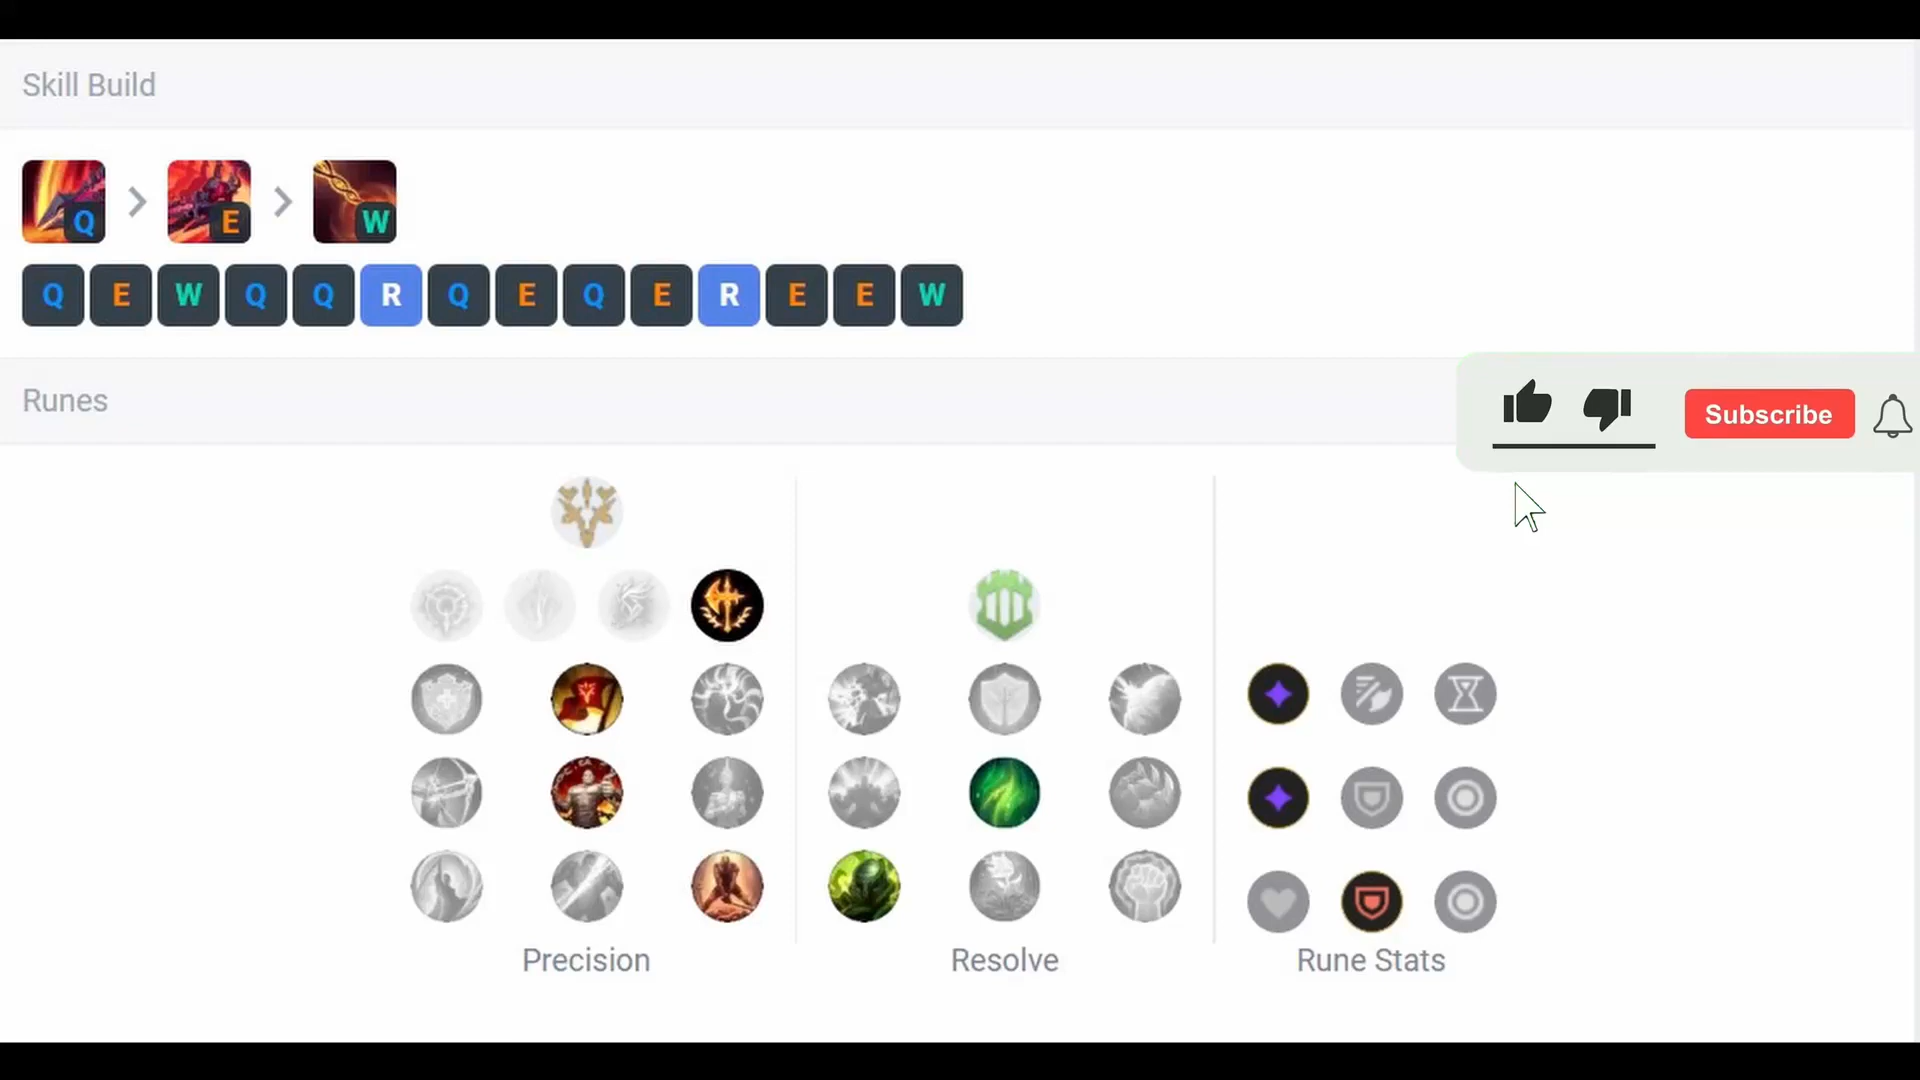 Skill Build
Q E W
Q E W Q Q R Q E Q E R E E W
Runes
Subscribe
Precision Resolve Rune Stats